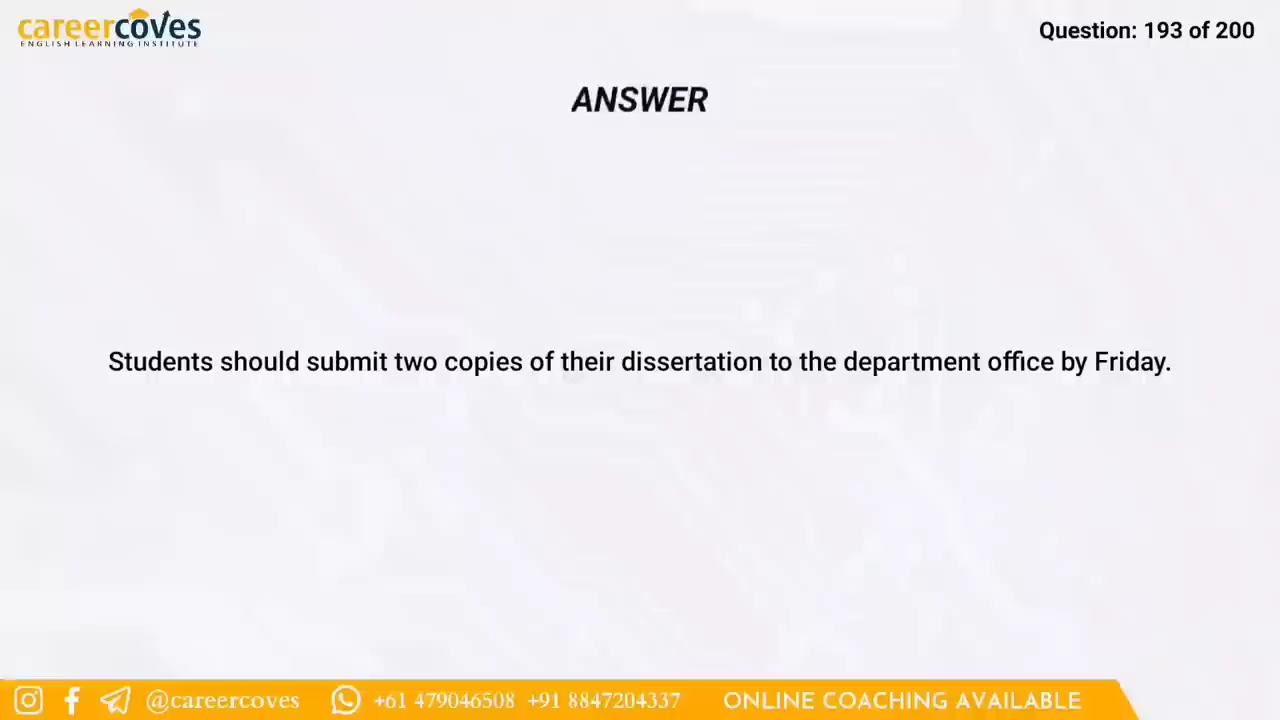 careercoves
ENGLISH LEARNING INSTITUTE
Question: 193 of 200
ANSWER
Students should submit two copies of their dissertation to the department office by Friday.
@careercoves +61 479046508 +91 8847204337 ONLINE COACHING AVAILABLE